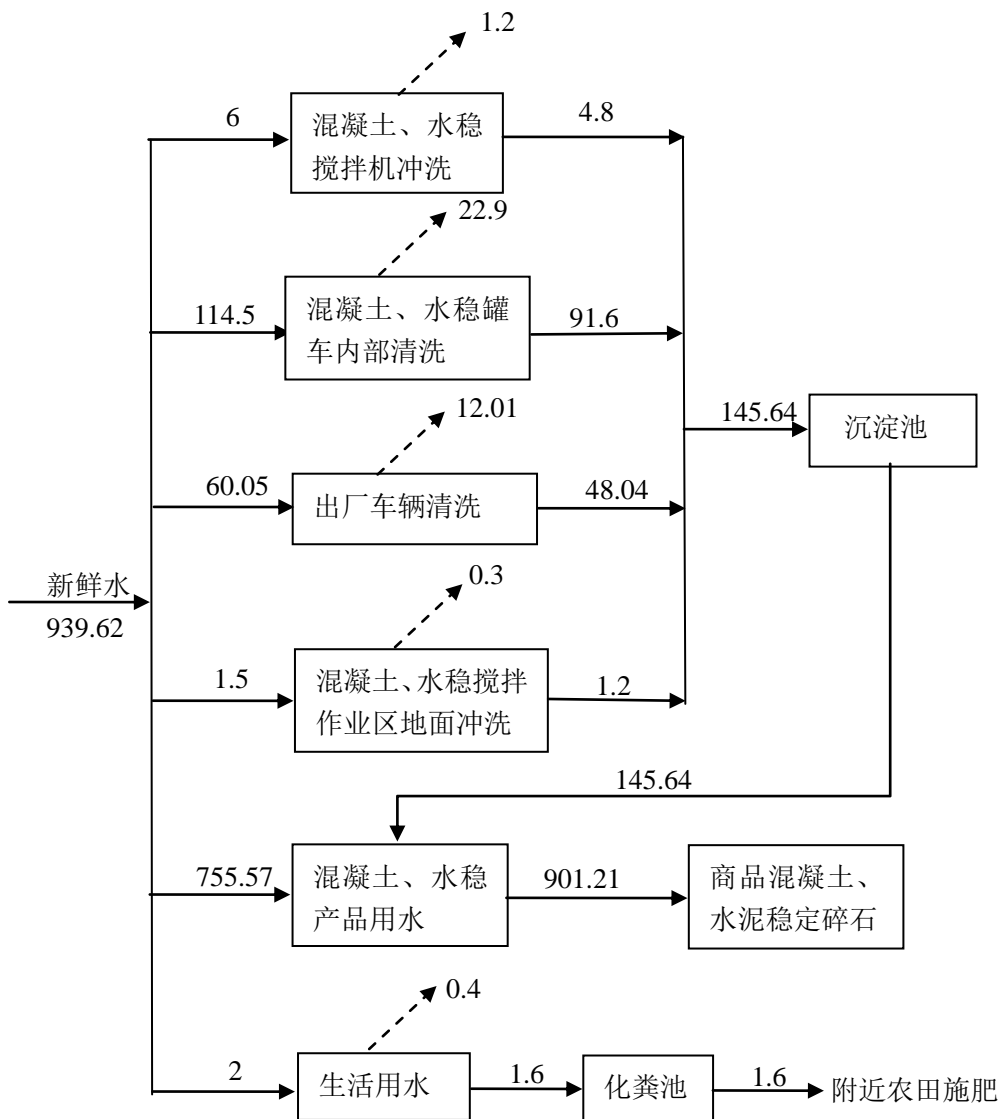 1.2
6
混凝土、水稳
搅拌机冲洗
4.8
22.9
114.5
混凝土、水稳罐
车内部清洗
91.6
12.01
145.64
沉淀池
60.05
出厂车辆清洗
48.04
新鲜水
939.62
0.3
1.5
混凝土、水稳搅拌
作业区地面冲洗
1.2
145.64
755.57
混凝土、水稳
产品用水
901.21
商品混凝土、
水泥稳定碎石
0.4
2
生活用水
1.6
化粪池
1.6
附近农田施肥